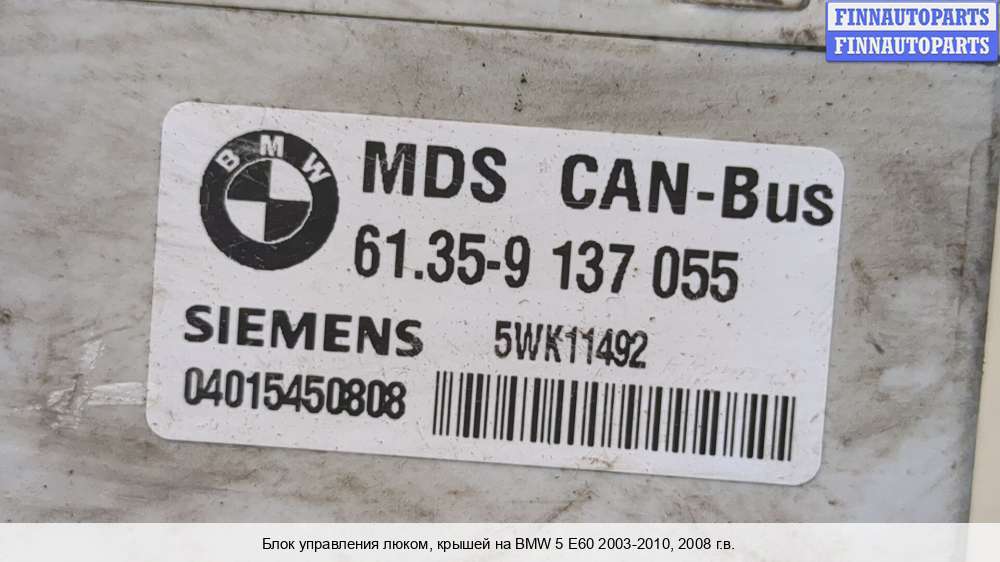 FINNAUTOPARTS
FINNAUTOPARTS
BMW
MDS CAN-Bus
61.35-9 137 055
SIEMENS 5WK11492
04015450808
Блок управления люком, крышей на BMW 5 E60 2003-2010, 2008 г.в.